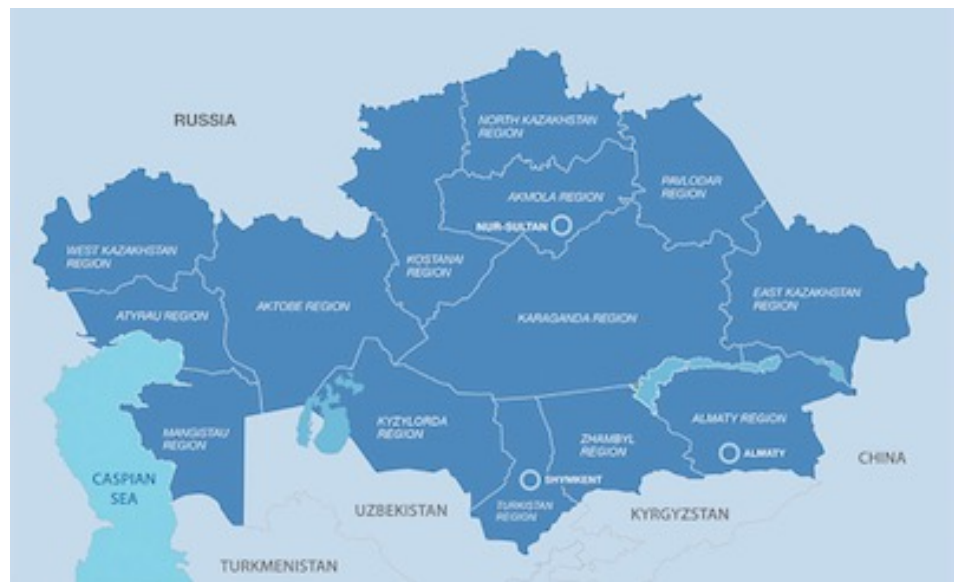 RUSSIA
NORTH KAZAKHSTAN
REGION
AKMOLA REGION
PAVLODAR
REGION
NUR-SULTAN
WEST KAZAKHSTAN
REGION
KOSTANAI
REGION
EAST KAZAKHSTAN
REGION
ATYRAU REGION
AKTOBE REGION
KARAGANDA REGION
MANGISTAU
REGION
KYZYLORDA
REGION
ZHAMBYL
REGION
ALMATY REGION
ALMATY
CHINA
CASPIAN
SEA
SHYMKENT
TURKISTAN
REGION
UZBEKISTAN
KYRGYZSTAN
TURKMENISTAN